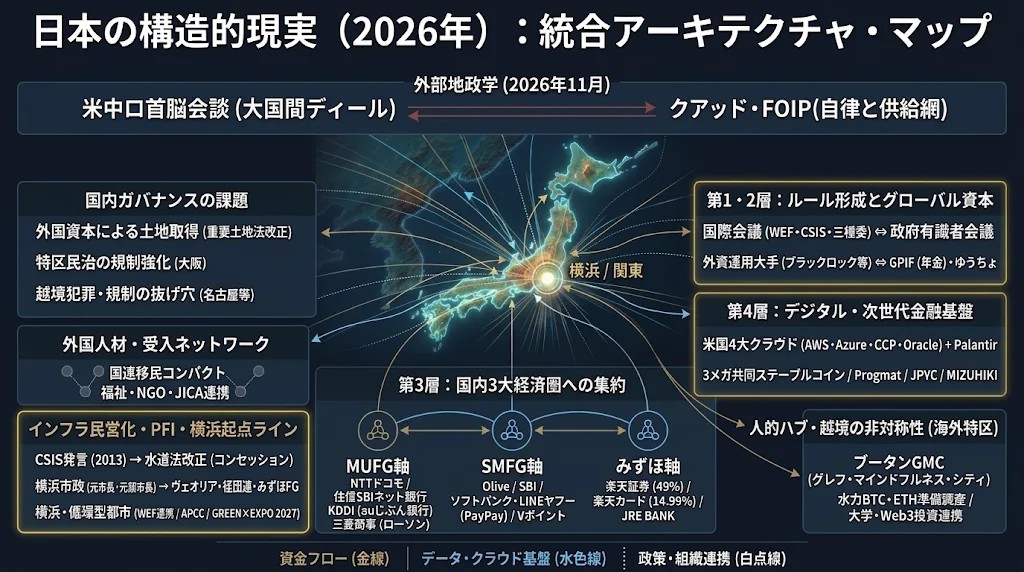 日本の構造的現実（2026年）：統合アーキテクチャ・マップ
外部地政学 (2026年11月)
米中ロ首脳会談 (大国間ディール)
クアッド・FOIP(自律と供給網)
国内ガバナンスの課題
外国資本による土地取得 (重要土地法改正)
特区民治の規制強化 (大阪)
越境犯罪・規制の抜け穴 (名古屋等)
外国人材・受入ネットワーク
国連移民コンパクト
福祉・NGO・JICA連携
インフラ民営化・PFI・横浜起点ライン
CSIS発言 (2013) → 水道法改正 (コンセッション)
横浜市政 (元市長・元副市長) → ヴェオリア・経団連・みずほFG
横浜・循環型都市 (WEF連携 / APCC / GREEN×EXPO 2027)
横浜 / 関東
第3層：国内3大経済圏への集約
MUFG軸
NTTドコモ /
住信SBIネット銀行
KDDI (auじぶん銀行)
三菱商事 (ローソン)
SMFG軸
Olive / SBI /
ソフトバンク・LINEヤフー
(PayPay) / Vポイント
みずほ軸
楽天証券 (49%) /
楽天カード (14.99%) /
JRE BANK
第1・2層：ルール形成とグローバル資本
国際会議 (WEF・CSIS・三極委) ⇔ 政府有識者会議
外資運用大手 (ブラックロック等) ⇔ GPIF (年金)・ゆうちょ
第4層：デジタル・次世代金融基盤
米国4大クラウド (AWS・Azure・CCP・Oracle) + Palantir
3メガ共同ステーブルコイン / Progmat / JPYC / MIZUHIKI
人的ハブ・越境の非対称性 (海外特区)
ブータンGMC
(グレフ・マインドフルネス・シティ)
水力BTC・ETH準備調産 /
大学・Web3投資連携
資金フロー (金線)
データ・クラウド基盤 (水色線)
政策・組織連携 (白点線)